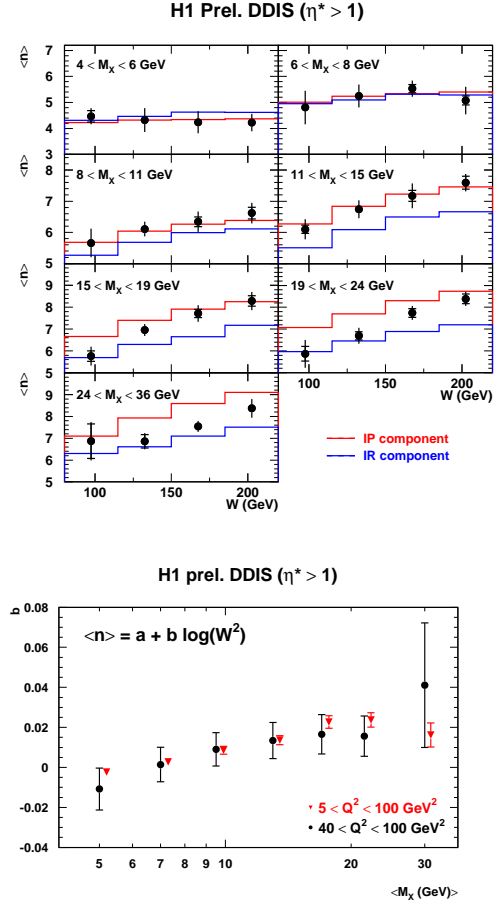 H1 Prel. DDIS (η* > 1)
⟨n⟩
7
6
5
4
3
4 < M_X < 6 GeV
6 < M_X < 8 GeV
⟨n⟩
8
7
6
5
8 < M_X < 11 GeV
11 < M_X < 15 GeV
⟨n⟩
9
8
7
6
5
15 < M_X < 19 GeV
19 < M_X < 24 GeV
⟨n⟩
9
8
7
6
5
24 < M_X < 36 GeV
100 150 200
W (GeV)
100 150 200
W (GeV)
IP component
IR component
H1 prel. DDIS (η* > 1)
b
0.08
0.06
0.04
0.02
0
-0.02
-0.04
<n> = a + b log(W²)
5 < Q² < 100 GeV²
40 < Q² < 100 GeV²
5 6 7 8 9 10 20 30
<M_X (GeV)>